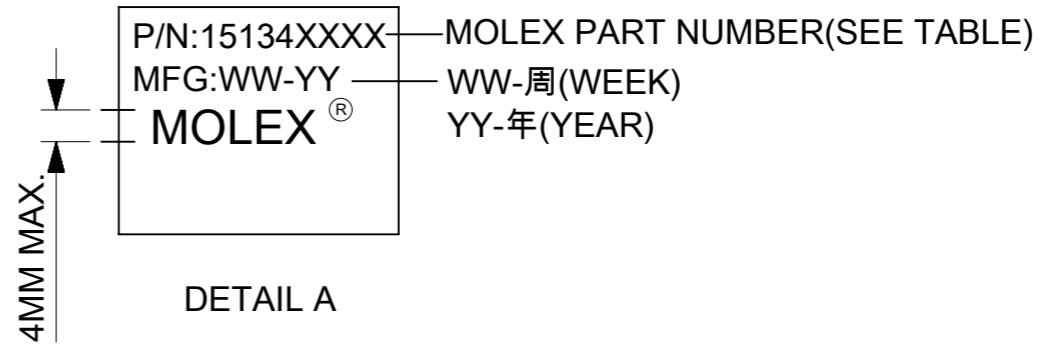 P/N:15134XXXX
MOLEX PART NUMBER(SEE TABLE)
MFG:WW-YY
WW-周(WEEK)
MOLEX ®
YY-年(YEAR)
4MM MAX.
DETAIL A